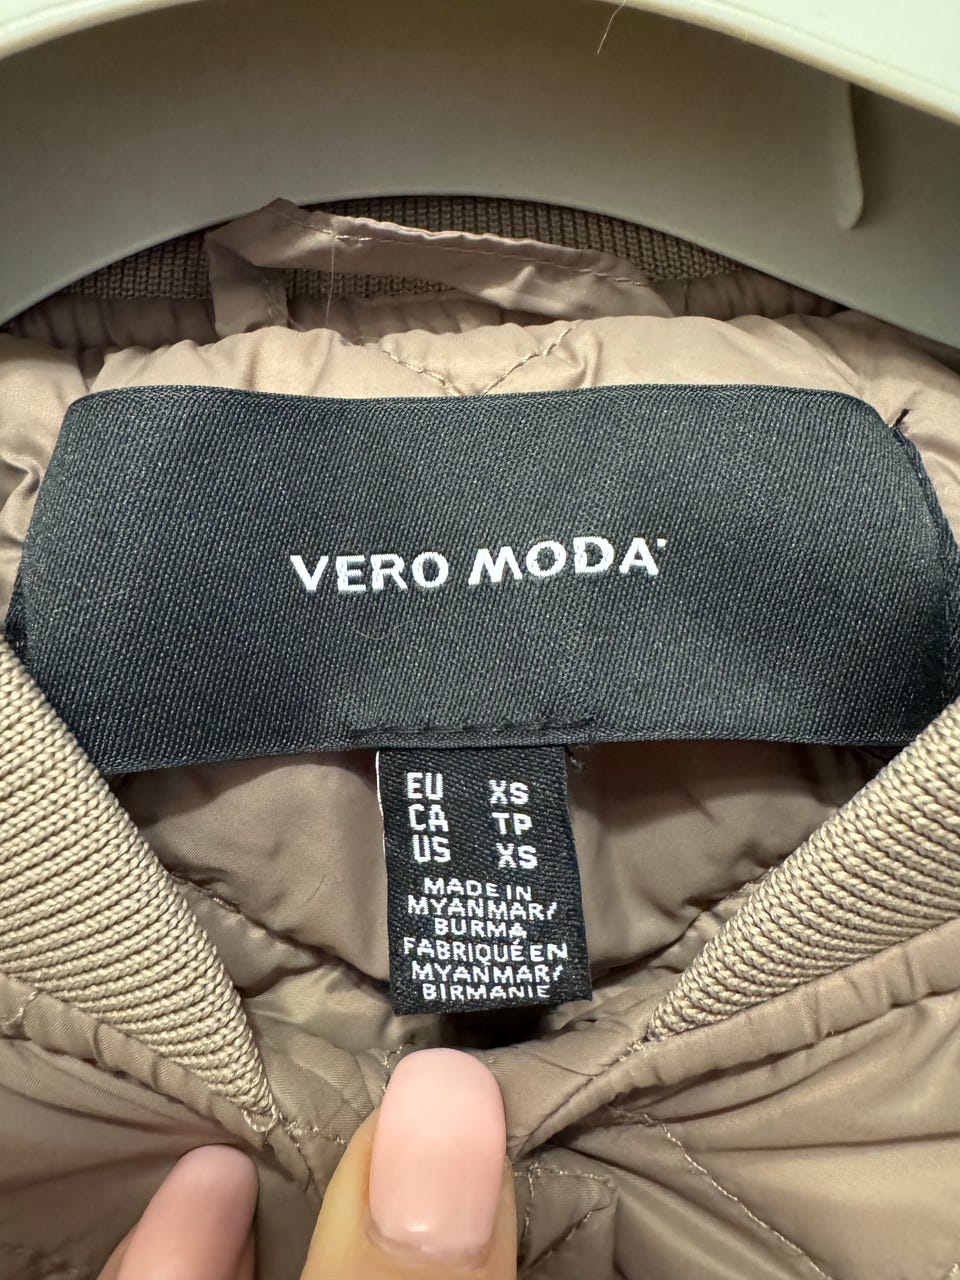 VERO MODA
EU XS
CA TP
US XS
MADE IN
MYANMAR/
BURMA
FABRIQUÉ EN
MYANMAR/
BIRMANIE